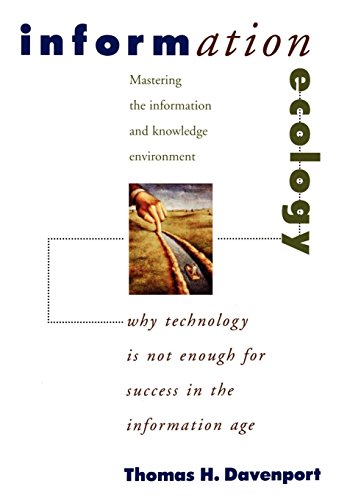 information
ecology
Mastering
the information
and knowledge
environment
why technology
is not enough for
success in the
information age
Thomas H. Davenport